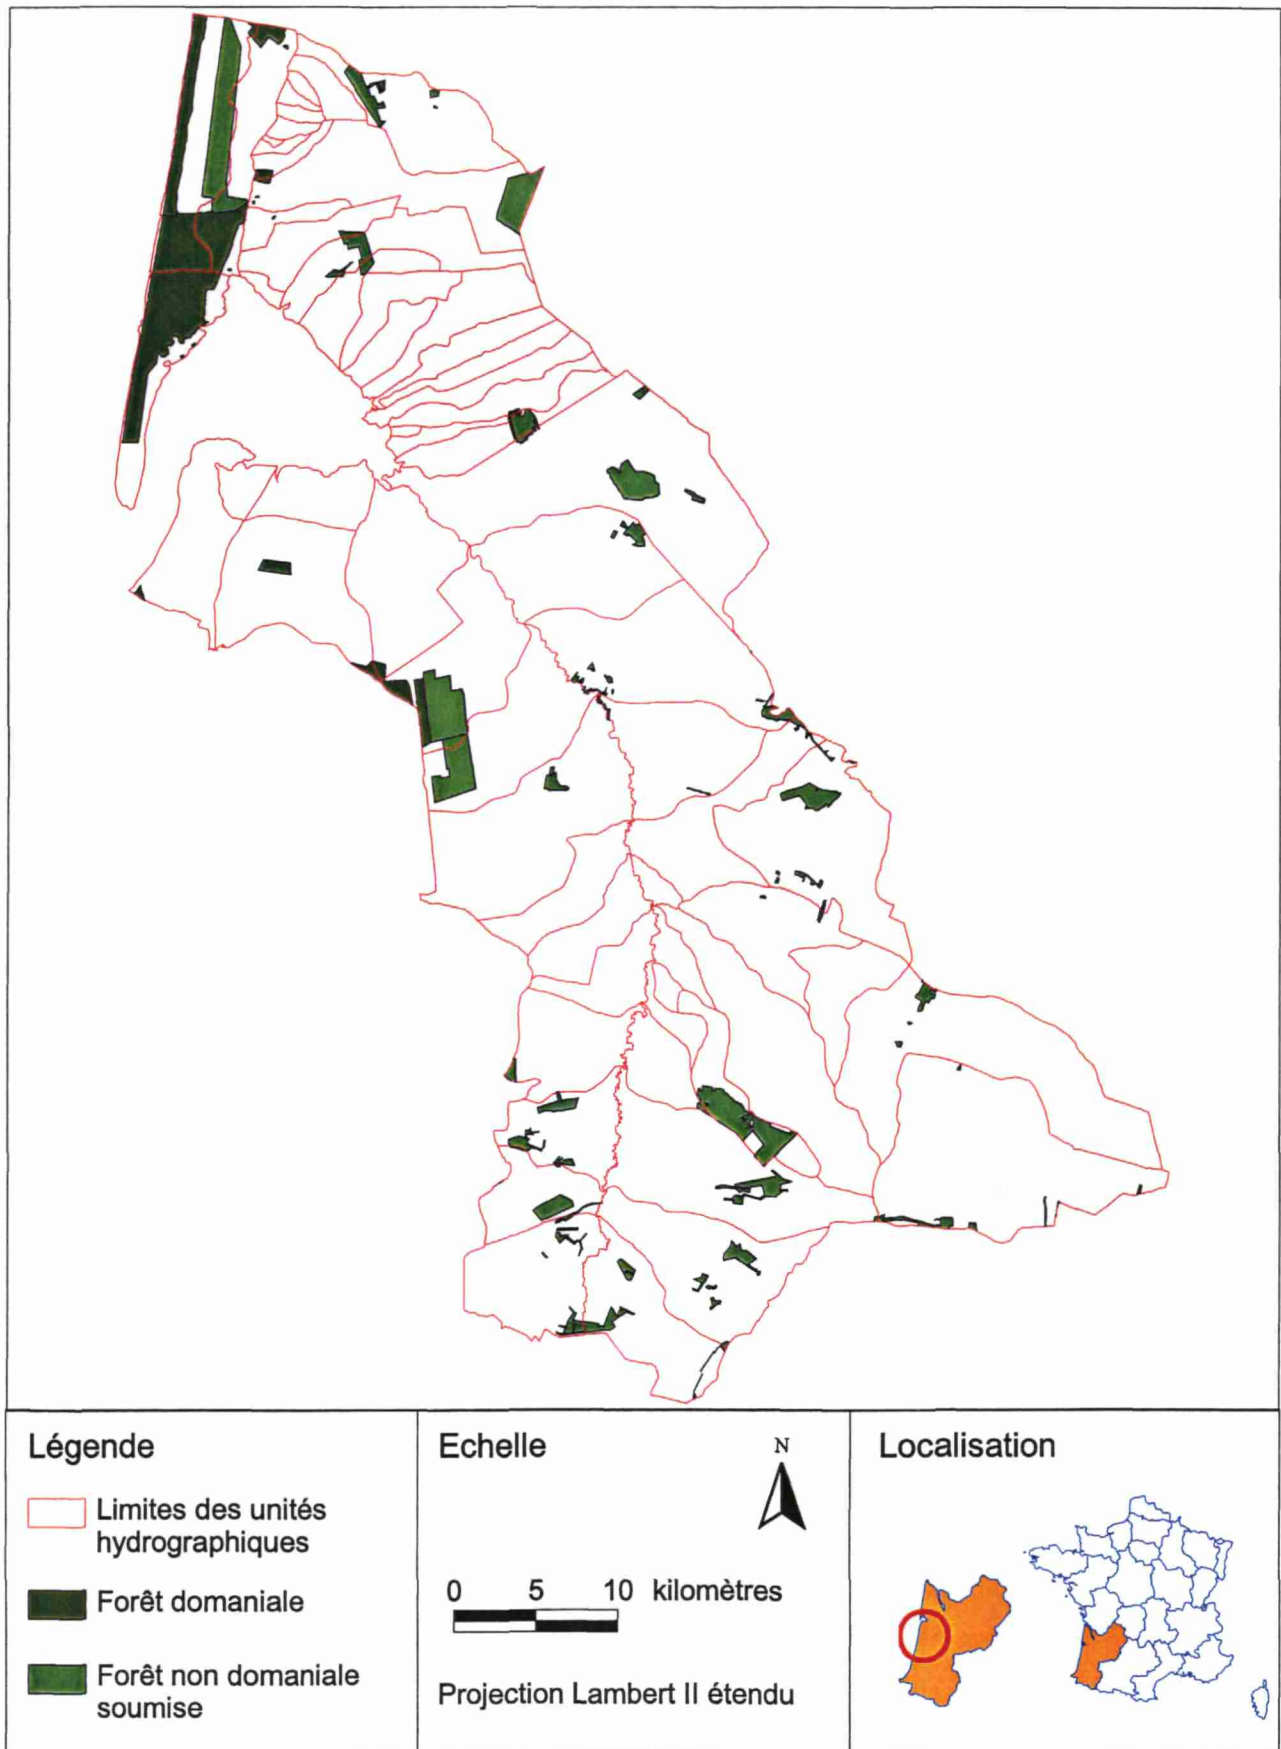 Légende
Limites des unités
hydrographiques
Forêt domaniale
Forêt non domaniale
soumise
Echelle
N
0 5 10 kilomètres
Projection Lambert II étendu
Localisation